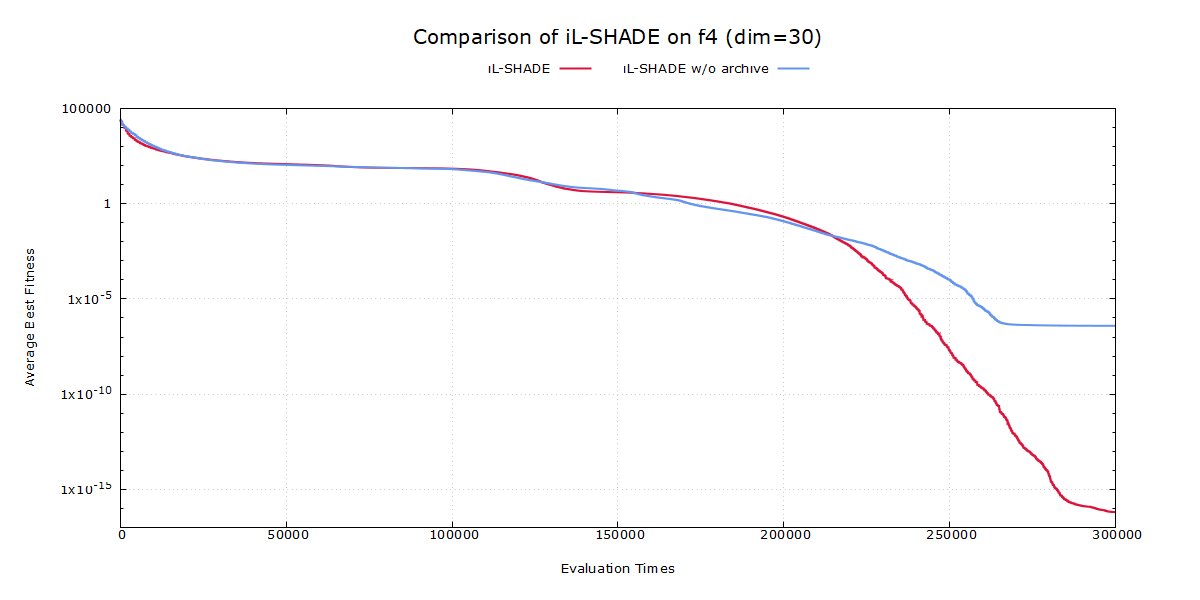 Comparison of iL-SHADE on f4 (dim=30)
iL-SHADE iL-SHADE w/o archive
100000
1
1x10-5
1x10-10
1x10-15
Average Best Fitness
0 50000 100000 150000 200000 250000 300000
Evaluation Times